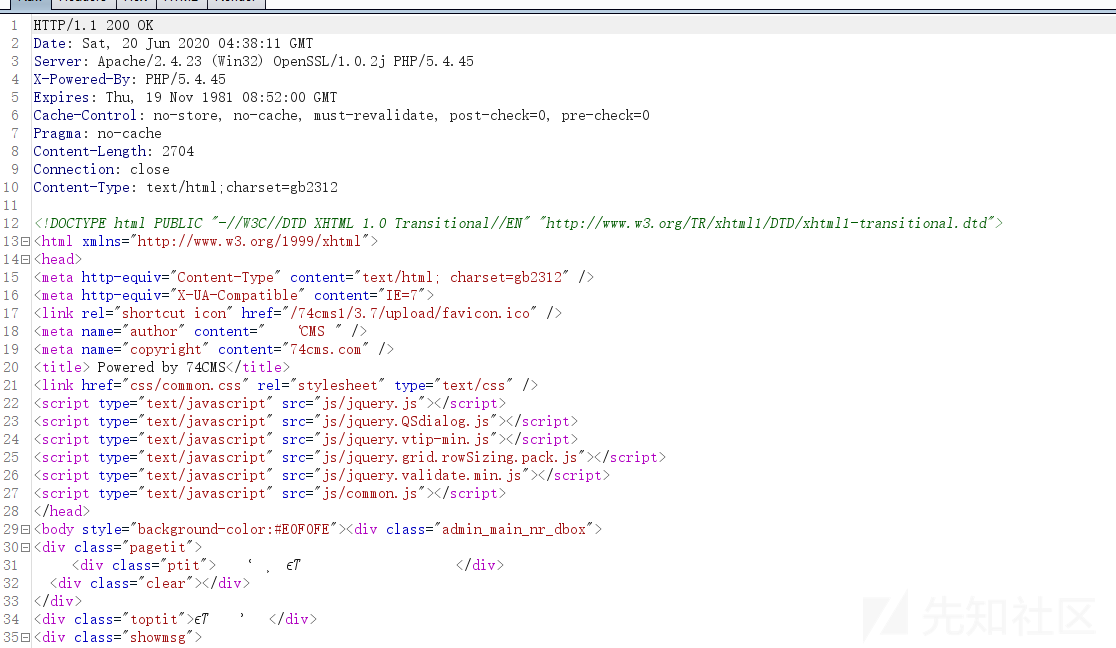 Raw Headers Hex HTML Render
1 HTTP/1.1 200 OK
2 Date: Sat, 20 Jun 2020 04:38:11 GMT
3 Server: Apache/2.4.23 (Win32) OpenSSL/1.0.2j PHP/5.4.45
4 X-Powered-By: PHP/5.4.45
5 Expires: Thu, 19 Nov 1981 08:52:00 GMT
6 Cache-Control: no-store, no-cache, must-revalidate, post-check=0, pre-check=0
7 Pragma: no-cache
8 Content-Length: 2704
9 Connection: close
10 Content-Type: text/html;charset=gb2312
11
12 <!DOCTYPE html PUBLIC "-//W3C//DTD XHTML 1.0 Transitional//EN" "http://www.w3.org/TR/xhtml1/DTD/xhtml1-transitional.dtd">
13 <html xmlns="http://www.w3.org/1999/xhtml">
14 <head>
15 <meta http-equiv="Content-Type" content="text/html; charset=gb2312" />
16 <meta http-equiv="X-UA-Compatible" content="IE=7">
17 <link rel="shortcut icon" href="/74cms1/3.7/upload/favicon.ico" />
18 <meta name="author" content="    ʻCMS " />
19 <meta name="copyright" content="74cms.com" />
20 <title> Powered by 74CMS</title>
21 <link href="css/common.css" rel="stylesheet" type="text/css" />
22 <script type="text/javascript" src="js/jquery.js"></script>
23 <script type="text/javascript" src="js/jquery.QSdialog.js"></script>
24 <script type="text/javascript" src="js/jquery.vtip-min.js"></script>
25 <script type="text/javascript" src="js/jquery.grid.rowSizing.pack.js"></script>
26 <script type="text/javascript" src="js/jquery.validate.min.js"></script>
27 <script type="text/javascript" src="js/common.js"></script>
28 </head>
29 <body style="background-color:#E0F0FE"><div class="admin_main_nr_dbox">
30 <div class="pagetit">
31 <div class="ptit"> </div>
32 <div class="clear"></div>
33 </div>
34 <div class="toptit"> </div>
35 <div class="showmsg">
先知社区